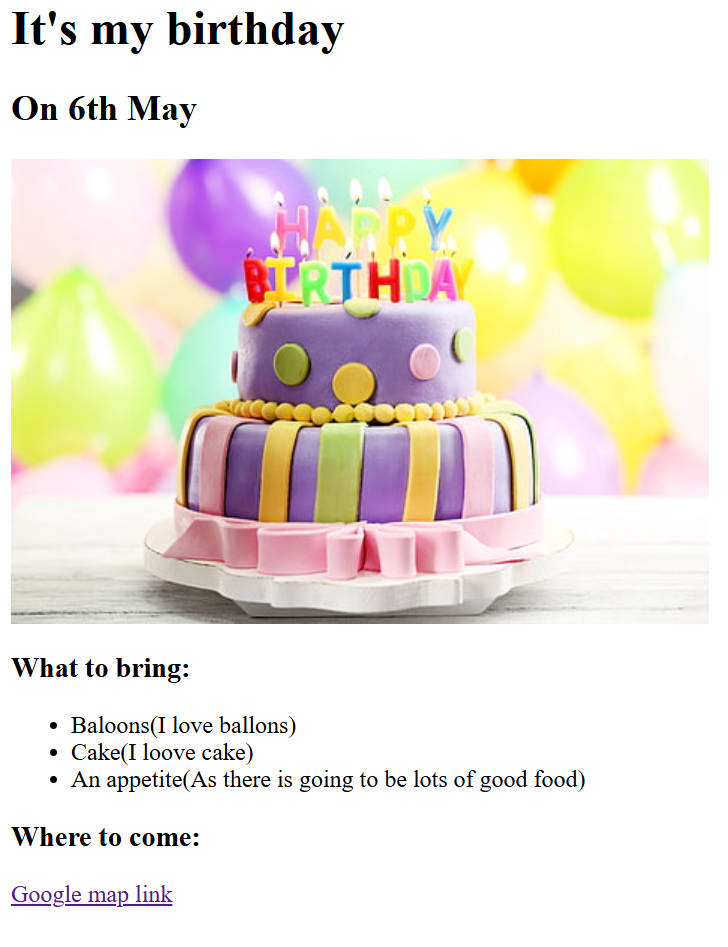 It's my birthday
On 6th May
HAPPY
BIRTHDAY
What to bring:
Baloons(I love ballons)
Cake(I loove cake)
An appetite(As there is going to be lots of good food)
Where to come:
Google map link